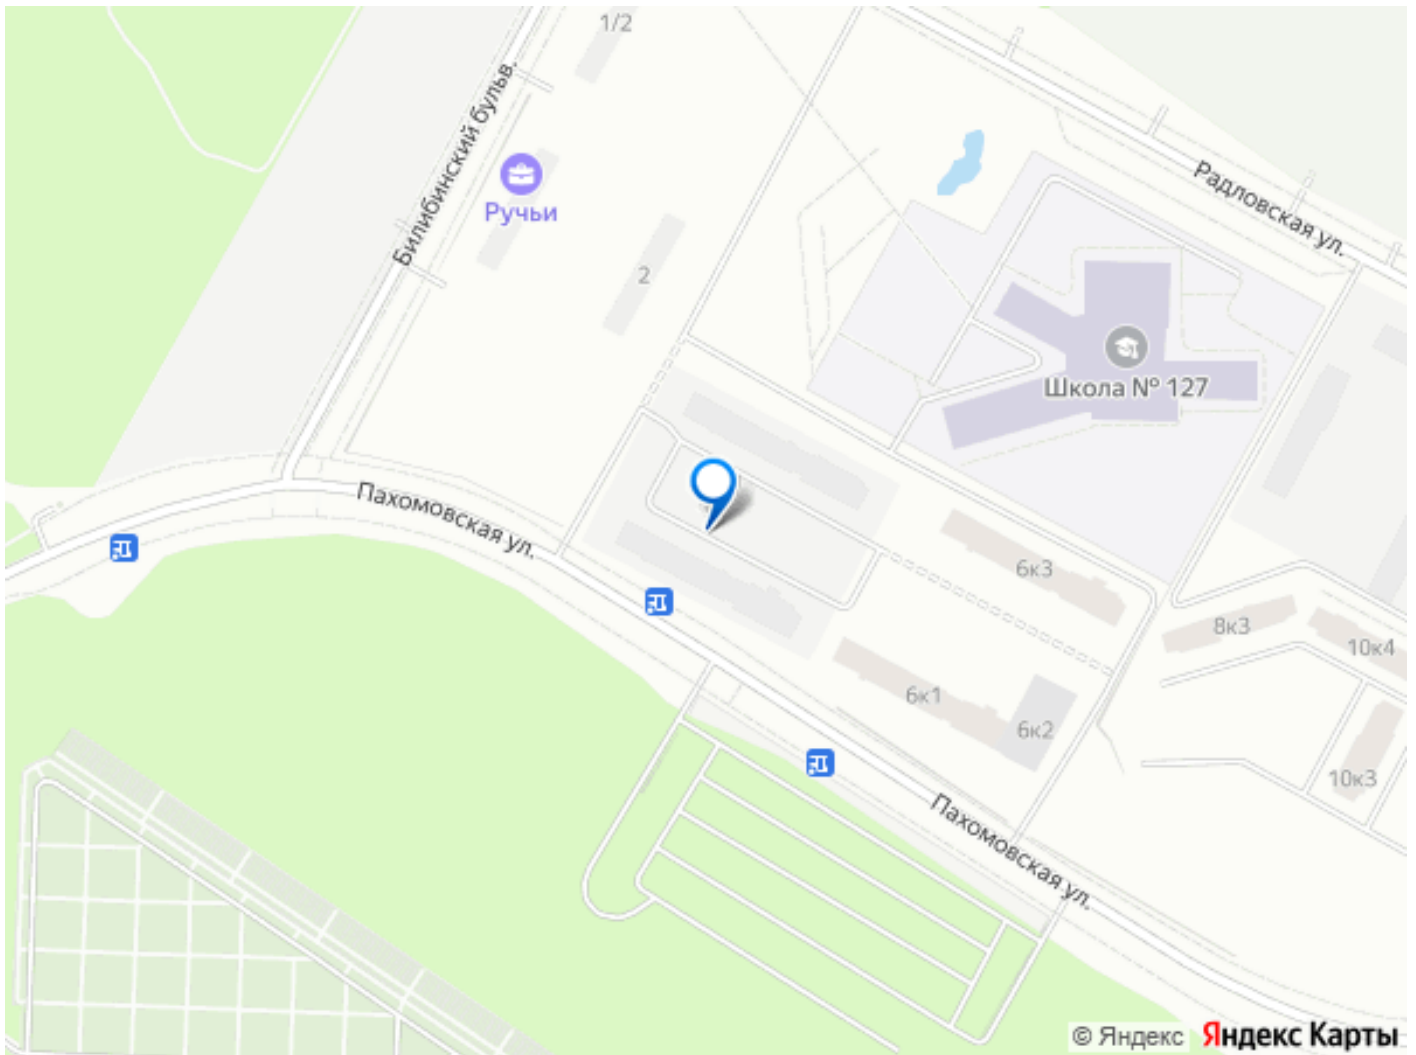 1/2
Билибинский бульв.
Ручьи
2
Радловская ул.
Школа № 127
Пахомовская ул.
6к3
8к3
10к4
6к1
6к2
10к3
Пахомовская ул.
© Яндекс Яндекс Карты